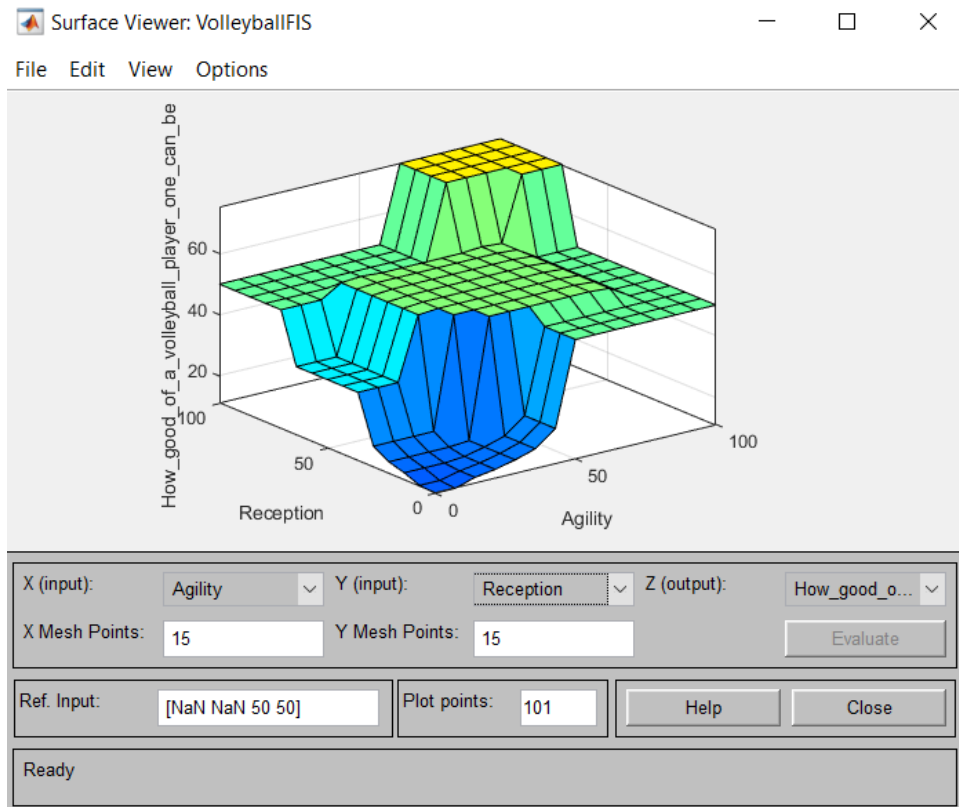 Surface Viewer: VolleyballFIS
File Edit View Options
How_good_of_a_volleyball_player_one_can_be
60
40
20
100
50
0
Reception
0
50
100
Agility
X (input): Agility Y (input): Reception Z (output): How_good_o...
X Mesh Points: 15 Y Mesh Points: 15 Evaluate
Ref. Input: [NaN NaN 50 50] Plot points: 101 Help Close
Ready